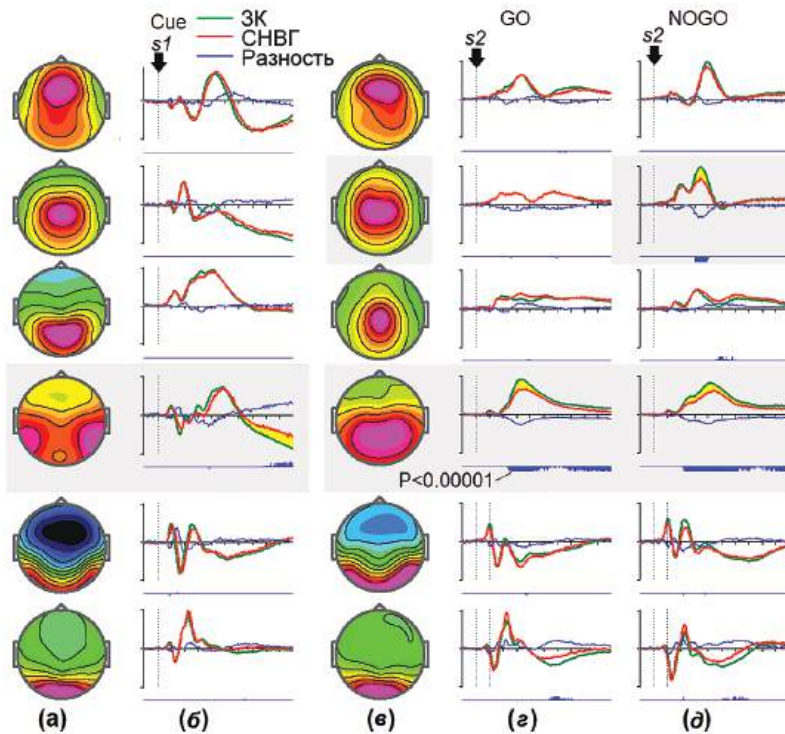 Cue
s1
ЗК
СНВГ
Разность
GO
s2
NOGO
s2
P<0.00001
(а) (б) (в) (г) (д)